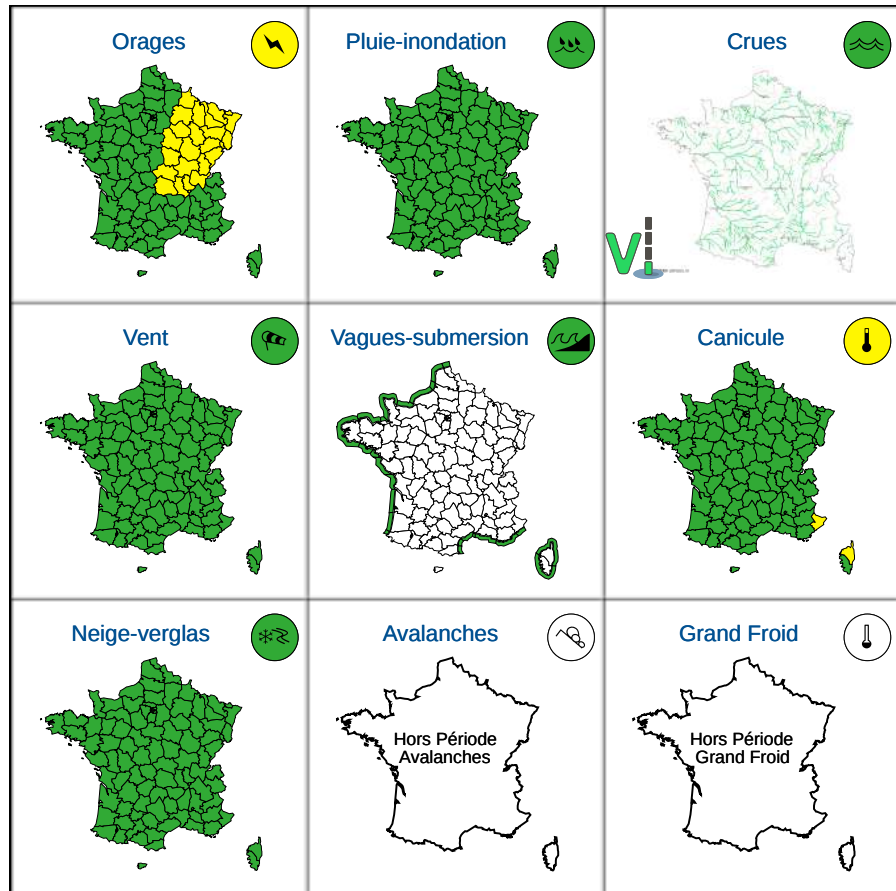 Orages
Pluie-inondation
Crues
Vent
Vagues-submersion
Canicule
Neige-verglas
Avalanches
Hors Période
Avalanches
Grand Froid
Hors Période
Grand Froid